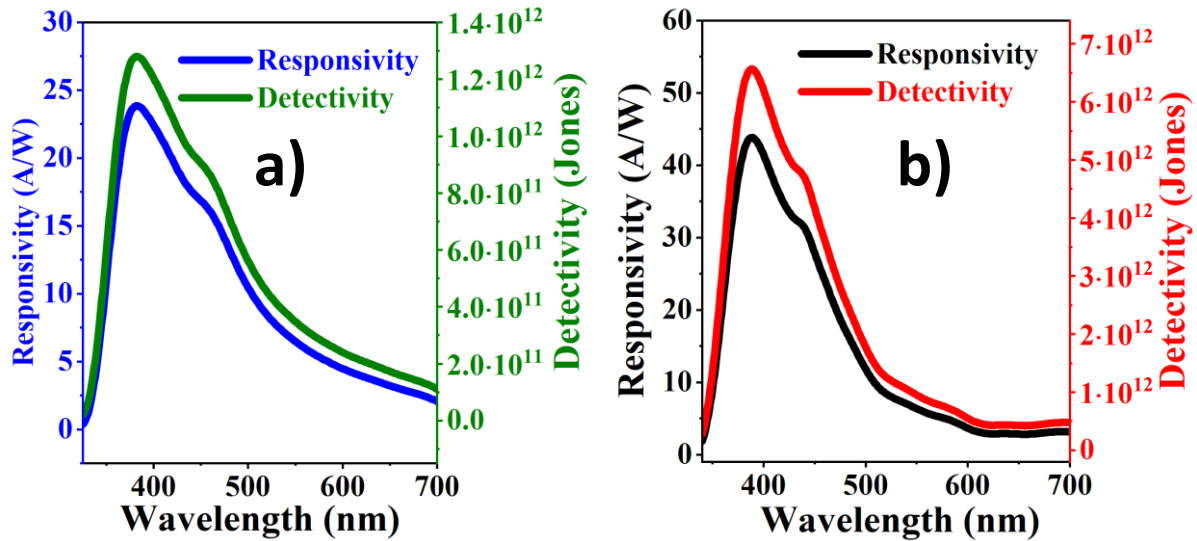 30
25
20
15
10
5
0
Responsivity (A/W)
Responsivity
Detectivity
a)
1.4·10¹²
1.2·10¹²
1.0·10¹²
8.0·10¹¹
6.0·10¹¹
4.0·10¹¹
2.0·10¹¹
0.0
Detectivity (Jones)
400 500 600 700
Wavelength (nm)
60
50
40
30
20
10
0
Responsivity (A/W)
Responsivity
Detectivity
b)
7·10¹²
6·10¹²
5·10¹²
4·10¹²
3·10¹²
2·10¹²
1·10¹²
0
Detectivity (Jones)
400 500 600 700
Wavelength (nm)